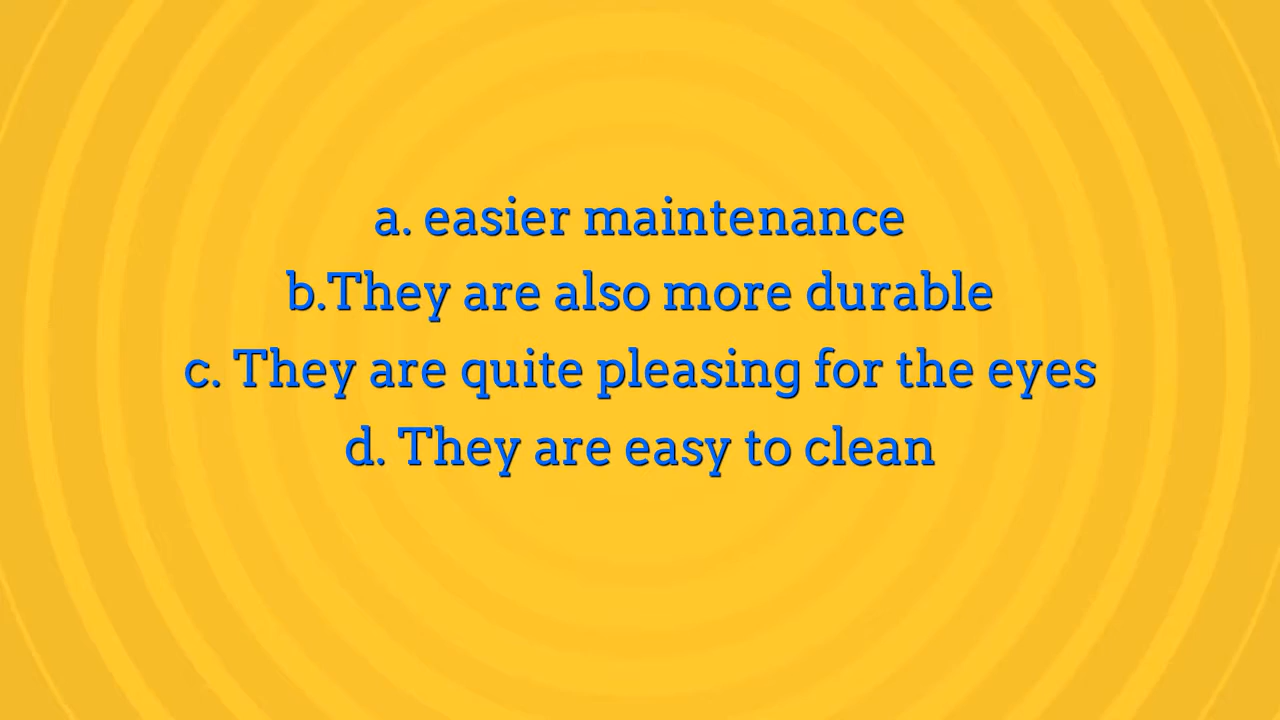 a. easier maintenance
b.They are also more durable
c. They are quite pleasing for the eyes
d. They are easy to clean